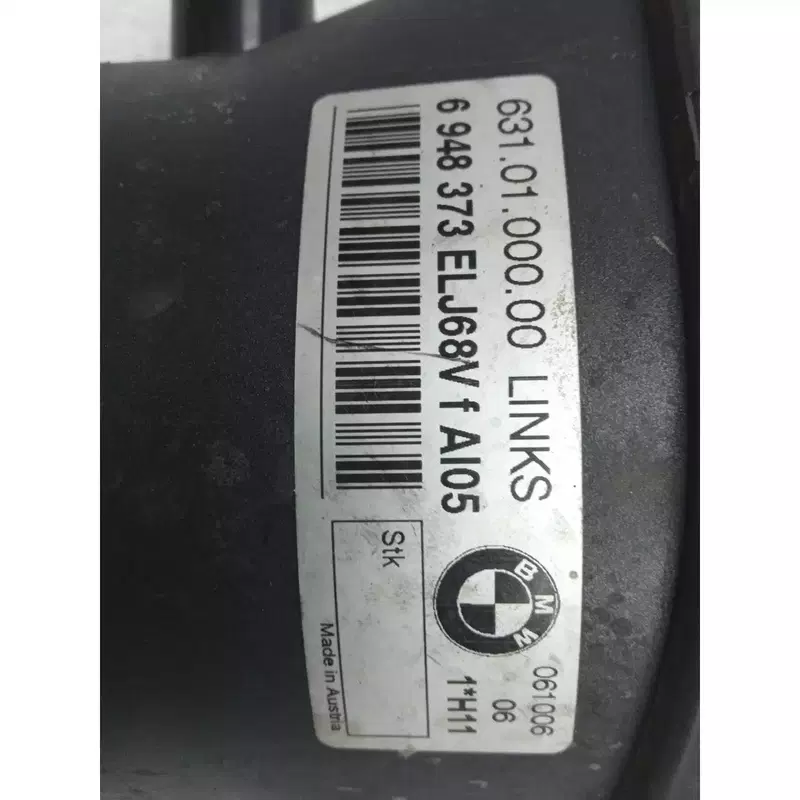 631.01.000.00 LINKS
6 948 373 ELJ68V f AI05
Stk
BMW
061006
06
1*H11
Made in Austria